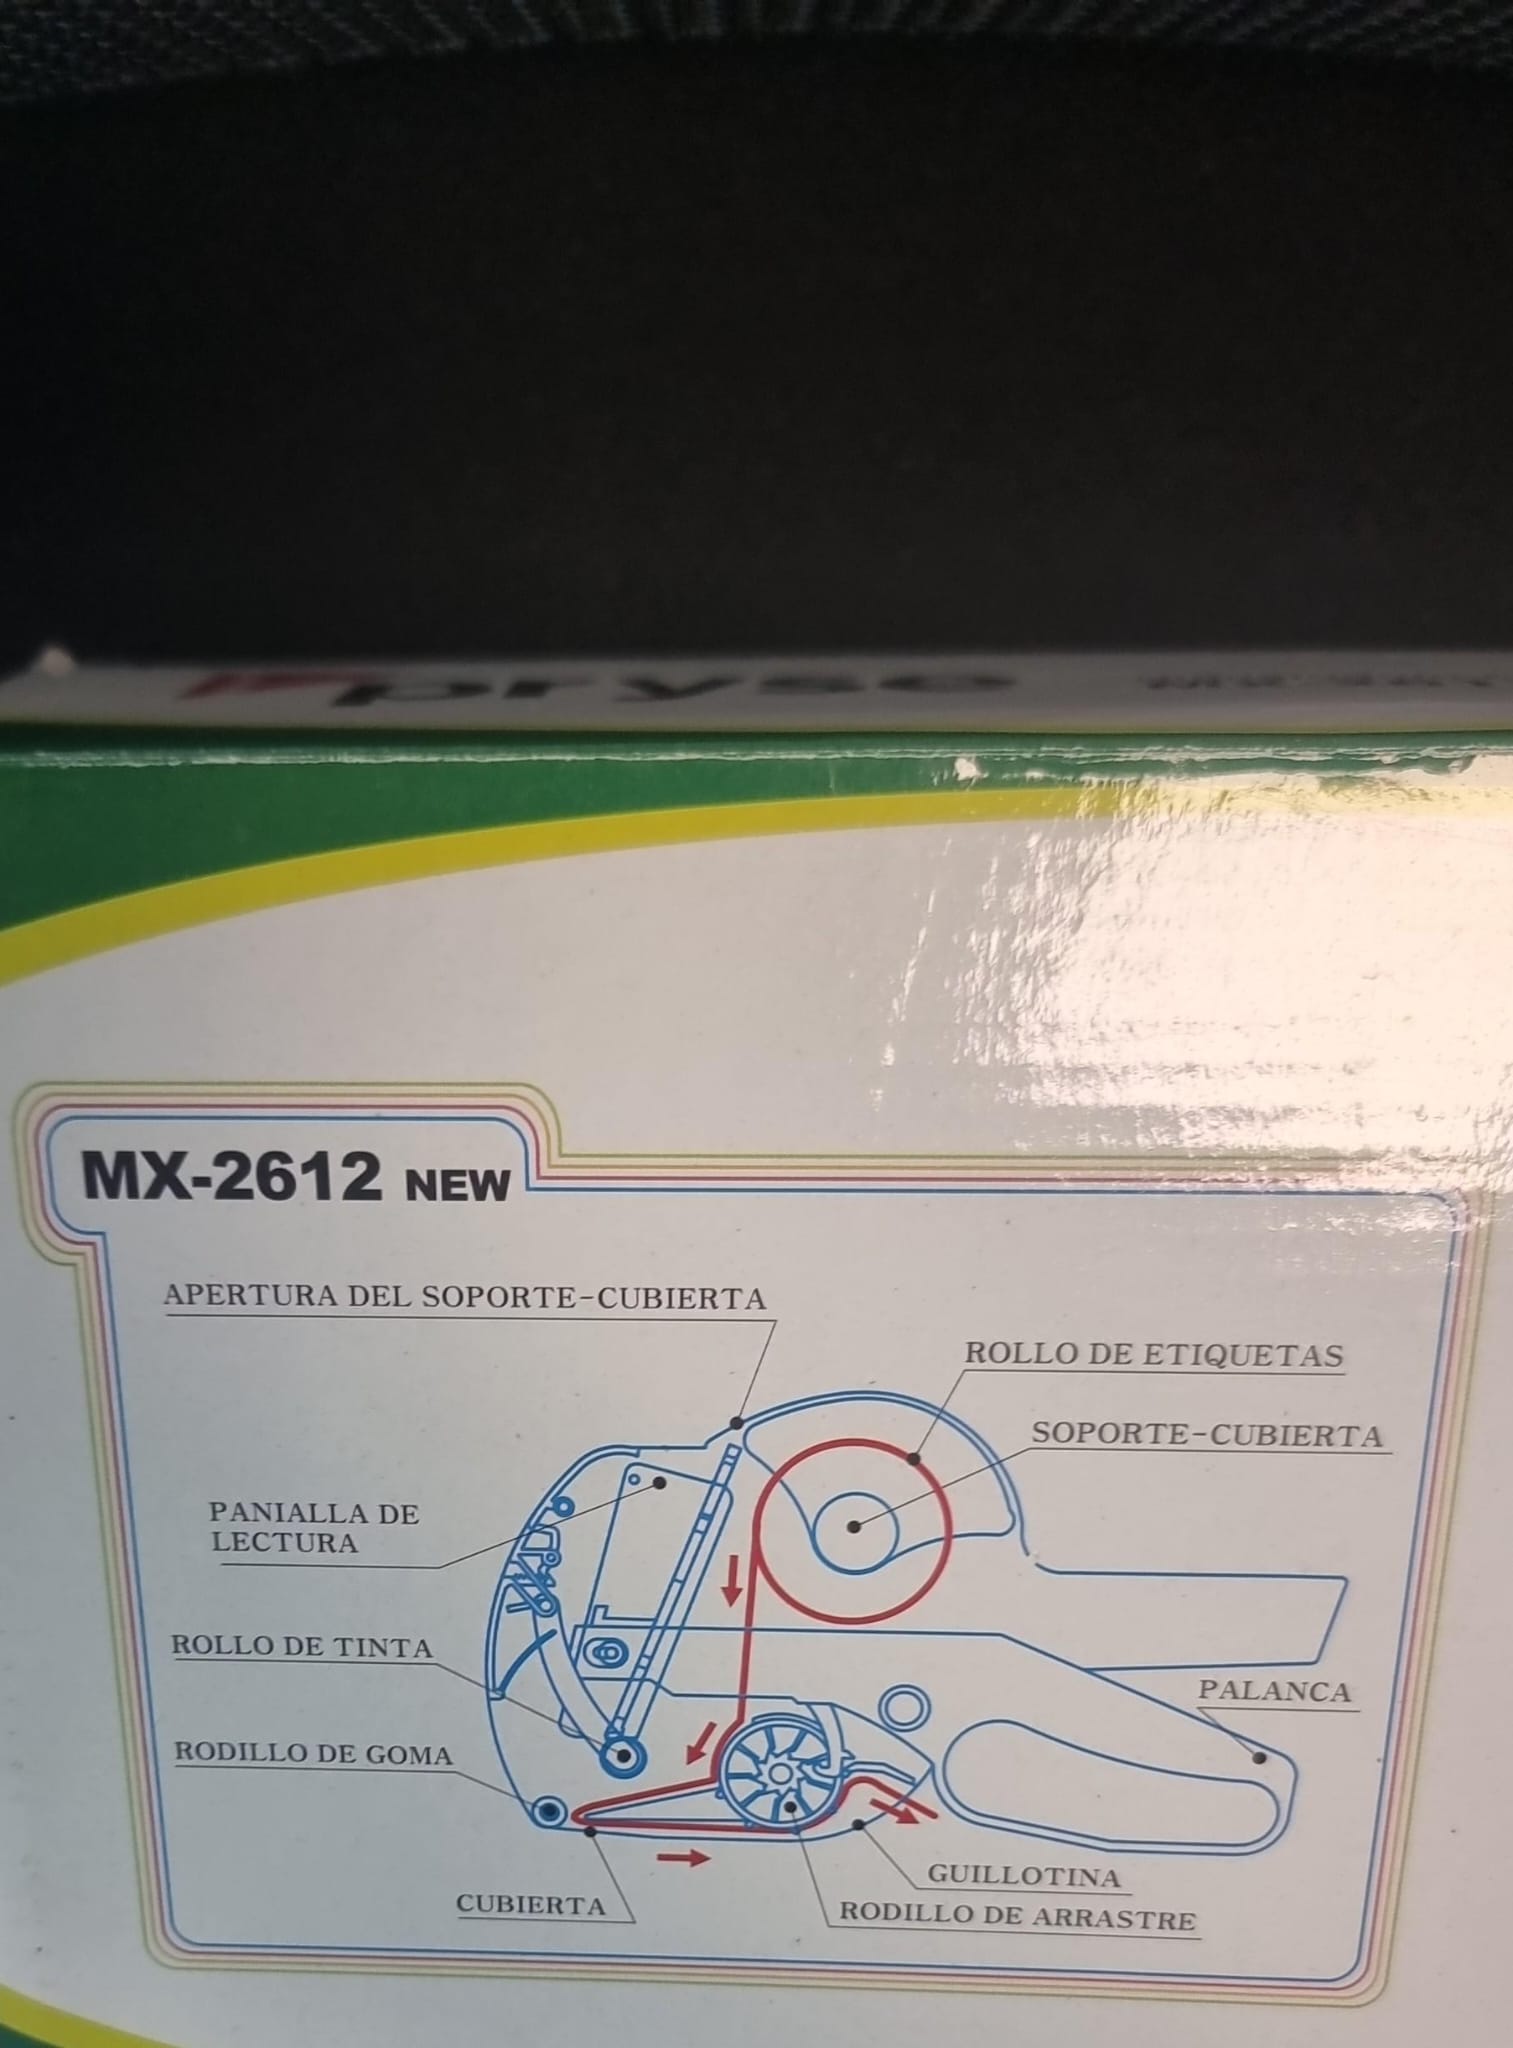 pryse
MX-2612 NEW
APERTURA DEL SOPORTE-CUBIERTA
ROLLO DE ETIQUETAS
SOPORTE-CUBIERTA
PANIALLA DE
LECTURA
ROLLO DE TINTA
PALANCA
RODILLO DE GOMA
GUILLOTINA
CUBIERTA
RODILLO DE ARRASTRE